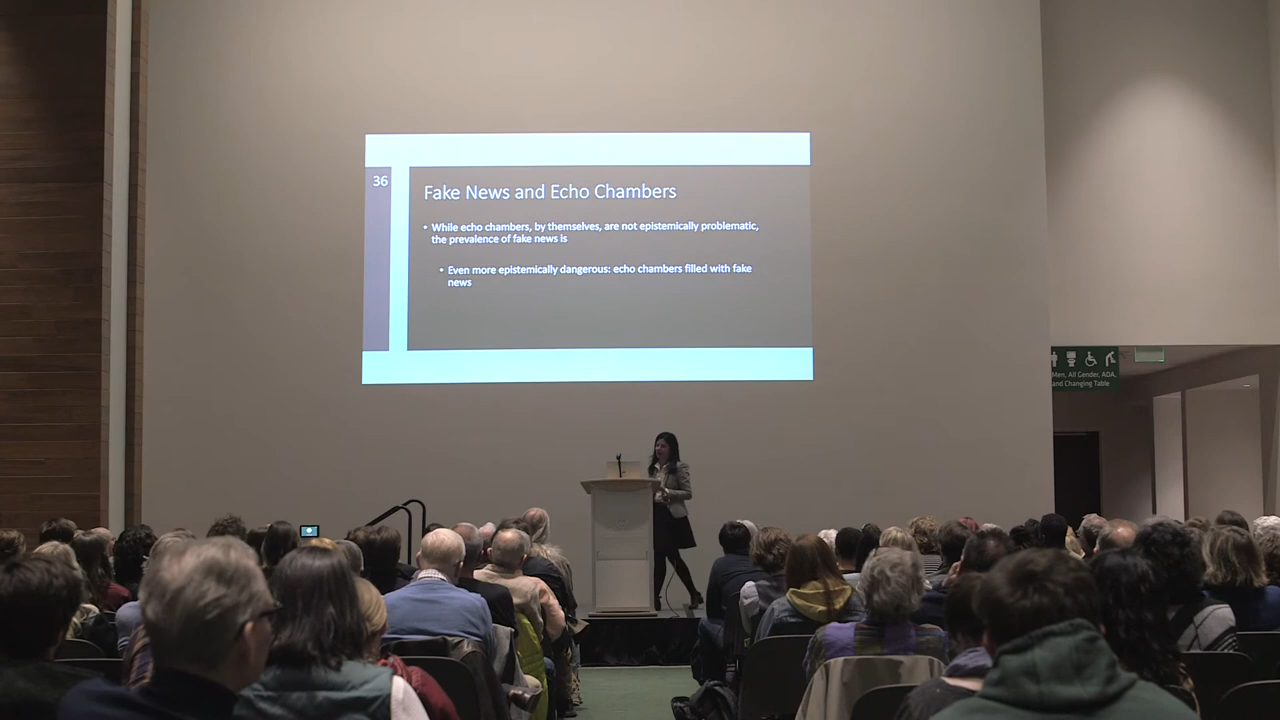 36
Fake News and Echo Chambers
• While echo chambers, by themselves, are not epistemically problematic,
the prevalence of fake news is
• Even more epistemically dangerous: echo chambers filled with fake
news
Men, All Gender, ADA,
and Changing Table